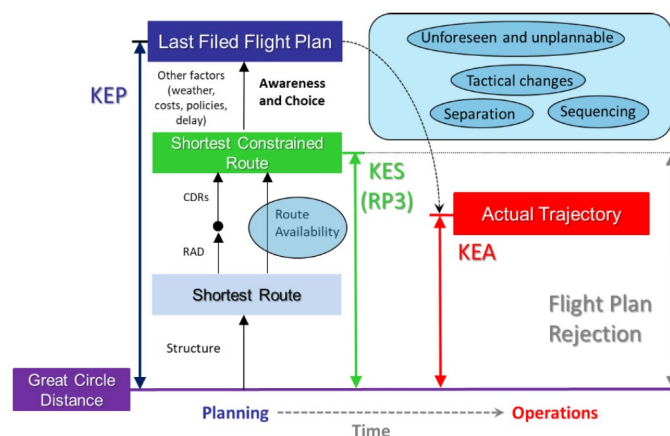 Last Filed Flight Plan
Unforeseen and unplannable
Tactical changes
Separation
Sequencing
KEP
Other factors
(weather,
costs, policies,
delay)
Awareness
and Choice
Shortest Constrained
Route
KES
(RP3)
CDRs
Route
Availability
RAD
Actual Trajectory
KEA
Shortest Route
Flight Plan
Rejection
Structure
Great Circle
Distance
Planning
Operations
Time